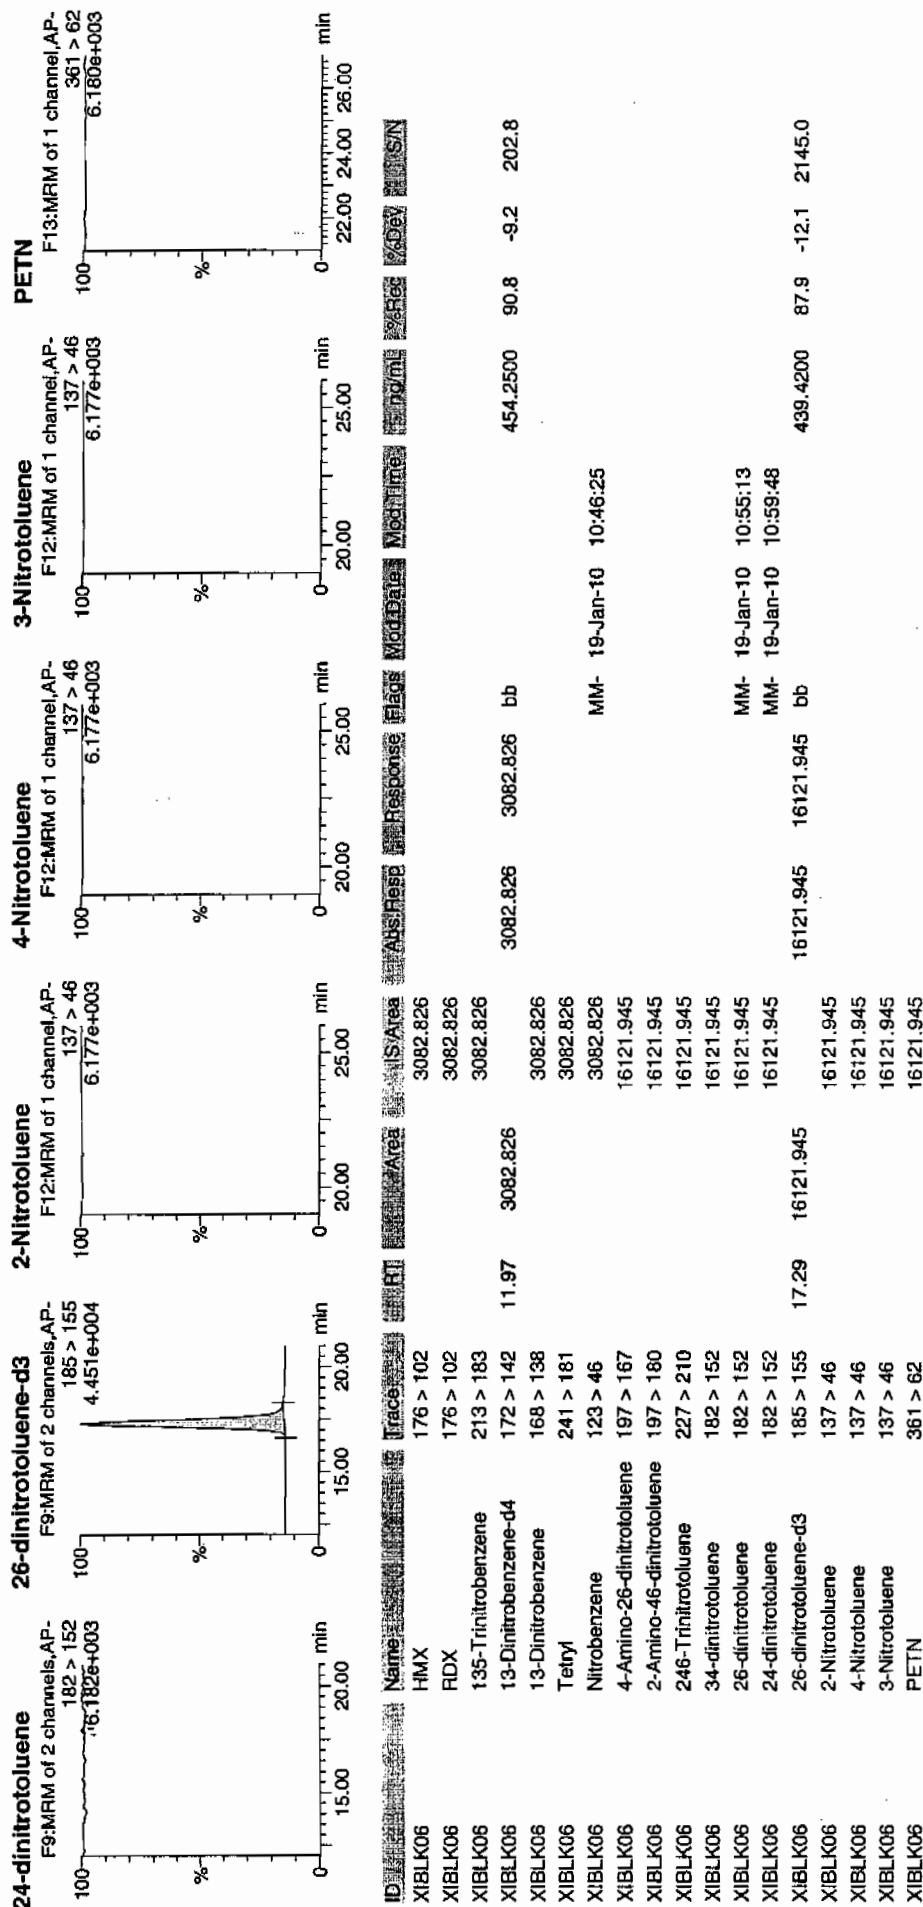 24-dinitrotoluene
F9:MRM of 2 channels,AP-
182 > 152
6.182e+003
100
%
0
15.00 20.00 min
26-dinitrotoluene-d3
F9:MRM of 2 channels,AP-
185 > 155
4.451e+004
100
%
0
15.00 20.00 min
2-Nitrotoluene
F12:MRM of 1 channel,AP-
137 > 46
6.177e+003
100
%
0
20.00 25.00 min
4-Nitrotoluene
F12:MRM of 1 channel,AP-
137 > 46
6.177e+003
100
%
0
20.00 25.00 min
3-Nitrotoluene
F12:MRM of 1 channel,AP-
137 > 46
6.177e+003
100
%
0
20.00 25.00 min
PETN
F13:MRM of 1 channel,AP-
361 > 62
6.180e+003
100
%
0
22.00 24.00 26.00 min
ID Name Trace RT Area IS Area Abs.Resp Response Flags Mod.Date Mod.Time ng/mL %Rec %Dev S/N
XIBLK06 HMX 176 > 102 3082.826
XIBLK06 RDX 176 > 102 3082.826
XIBLK06 135-Trinitrobenzene 213 > 183 3082.826
XIBLK06 13-Dinitrobenzene-d4 172 > 142 11.97 3082.826 3082.826 3082.826 bb 454.2500 90.8 -9.2 202.8
XIBLK06 13-Dinitrobenzene 168 > 138 3082.826
XIBLK06 Tetryl 241 > 181 3082.826
XIBLK06 Nitrobenzene 123 > 46 3082.826 MM- 19-Jan-10 10:46:25
XIBLK06 4-Amino-26-dinitrotoluene 197 > 167 16121.945
XIBLK06 2-Amino-46-dinitrotoluene 197 > 180 16121.945
XIBLK06 246-Trinitrotoluene 227 > 210 16121.945
XIBLK06 34-dinitrotoluene 182 > 152 16121.945
XIBLK06 26-dinitrotoluene 182 > 152 16121.945 MM- 19-Jan-10 10:55:13
XIBLK06 24-dinitrotoluene 182 > 152 16121.945 MM- 19-Jan-10 10:59:48
XIBLK06 26-dinitrotoluene-d3 185 > 155 17.29 16121.945 16121.945 16121.945 bb 439.4200 87.9 -12.1 2145.0
XIBLK06 2-Nitrotoluene 137 > 46 16121.945
XIBLK06 4-Nitrotoluene 137 > 46 16121.945
XIBLK06 3-Nitrotoluene 137 > 46 16121.945
XIBLK06 PETN 361 > 62 16121.945